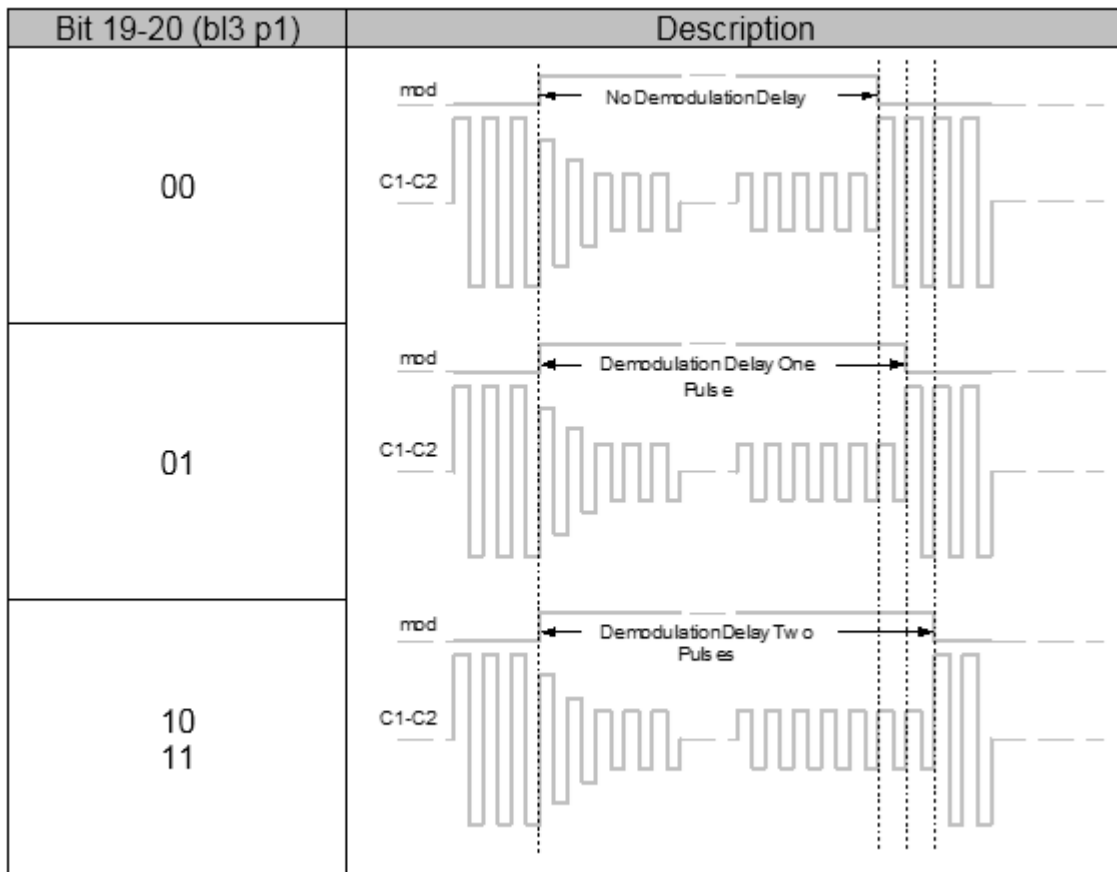 Bit 19-20 (bl3 p1)
Description
00
mod
No Demodulation Delay
C1-C2
01
mod
Demodulation Delay One
Pulse
C1-C2
10
11
mod
Demodulation Delay Two
Pulses
C1-C2